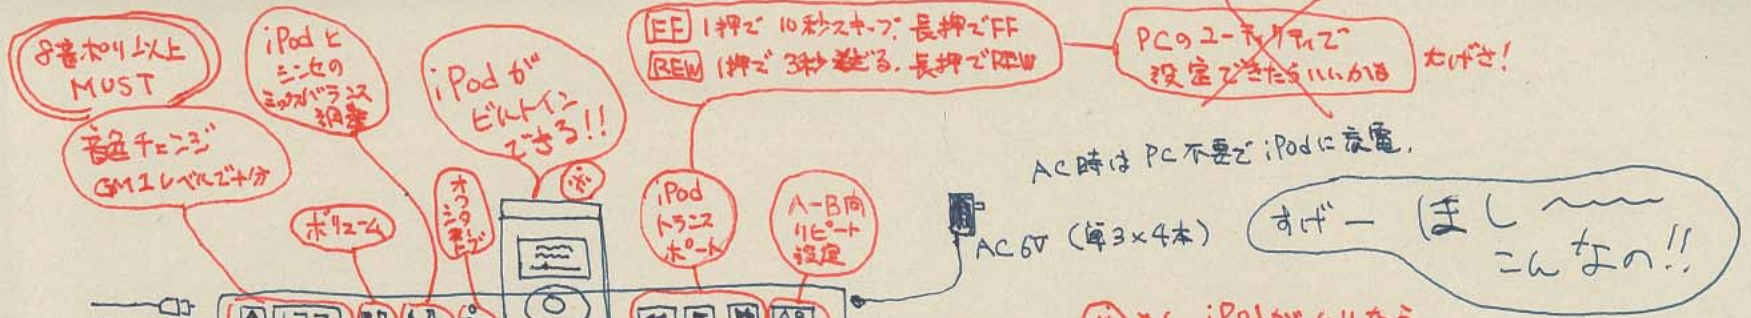 8音ポリ以上
MUST
iPodと
シンセの
ミックスバランス
調整
iPodが
ビルトイン
できる!!
FF 1押で 10秒スキップ. 長押でFF
REW 1押で 3秒 戻る. 長押でREW
PCのユーティリティで
設定できたらいいかも
大げさ!
音色チェンジ
GM1レベルで十分
ボリューム
オクターブ
シフト
※
iPod
トランス
ポート
A-B間
リピート
設定
AC時は PC不要で iPodに充電.
AC6V (単3×4本)
すげー ほしー
こんなの!!